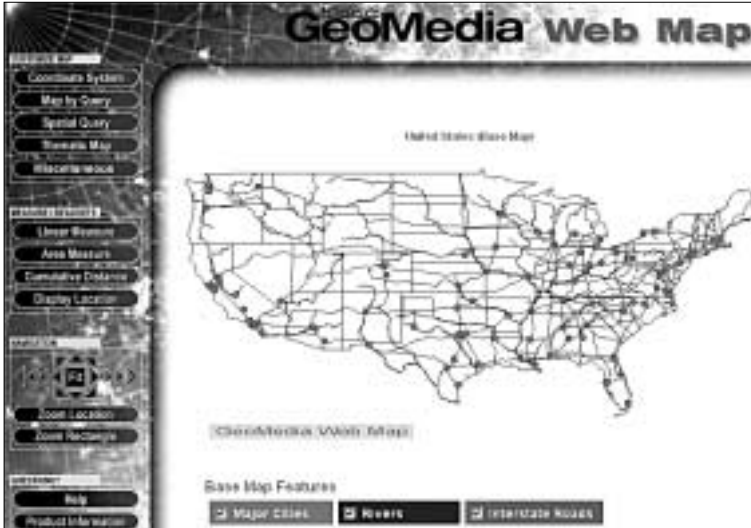 GeoMedia Web Map
Coordinate System
Map by Query
Spatial Query
Thematic Map
Miscellaneous
Linear Measure
Area Measure
Cumulative Distance
Display Location
NAVIGATION
Fit
Zoom Location
Zoom Rectangle
Help
Product Information
United States Base Map
GeoMedia Web Map
Base Map Features
Major Cities
Rivers
Interstate Roads